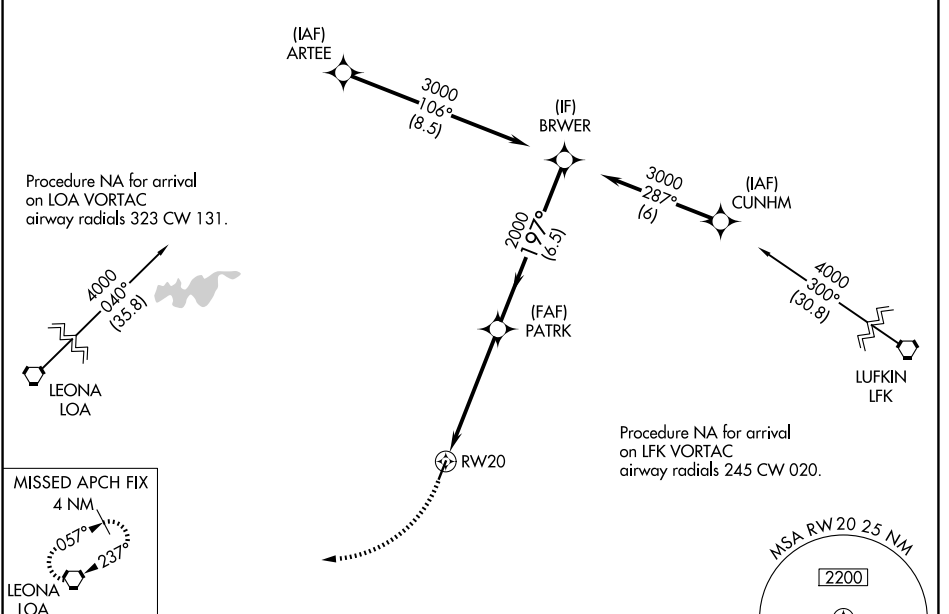 (IAF)
ARTEE
3000
106°
(8.5)
(IF)
BRWER
3000
287°
(6)
(IAF)
CUNHM
Procedure NA for arrival
on LOA VORTAC
airway radials 323 CW 131.
4000
040°
(35.8)
LEONA
LOA
2000
197°
(6.5)
(FAF)
PATRK
4000
300°
(30.8)
LUFKIN
LFK
Procedure NA for arrival
on LFK VORTAC
airway radials 245 CW 020.
RW20
MISSED APCH FIX
4 NM
057°
237°
LEONA
LOA
MSA RW20 25 NM
2200